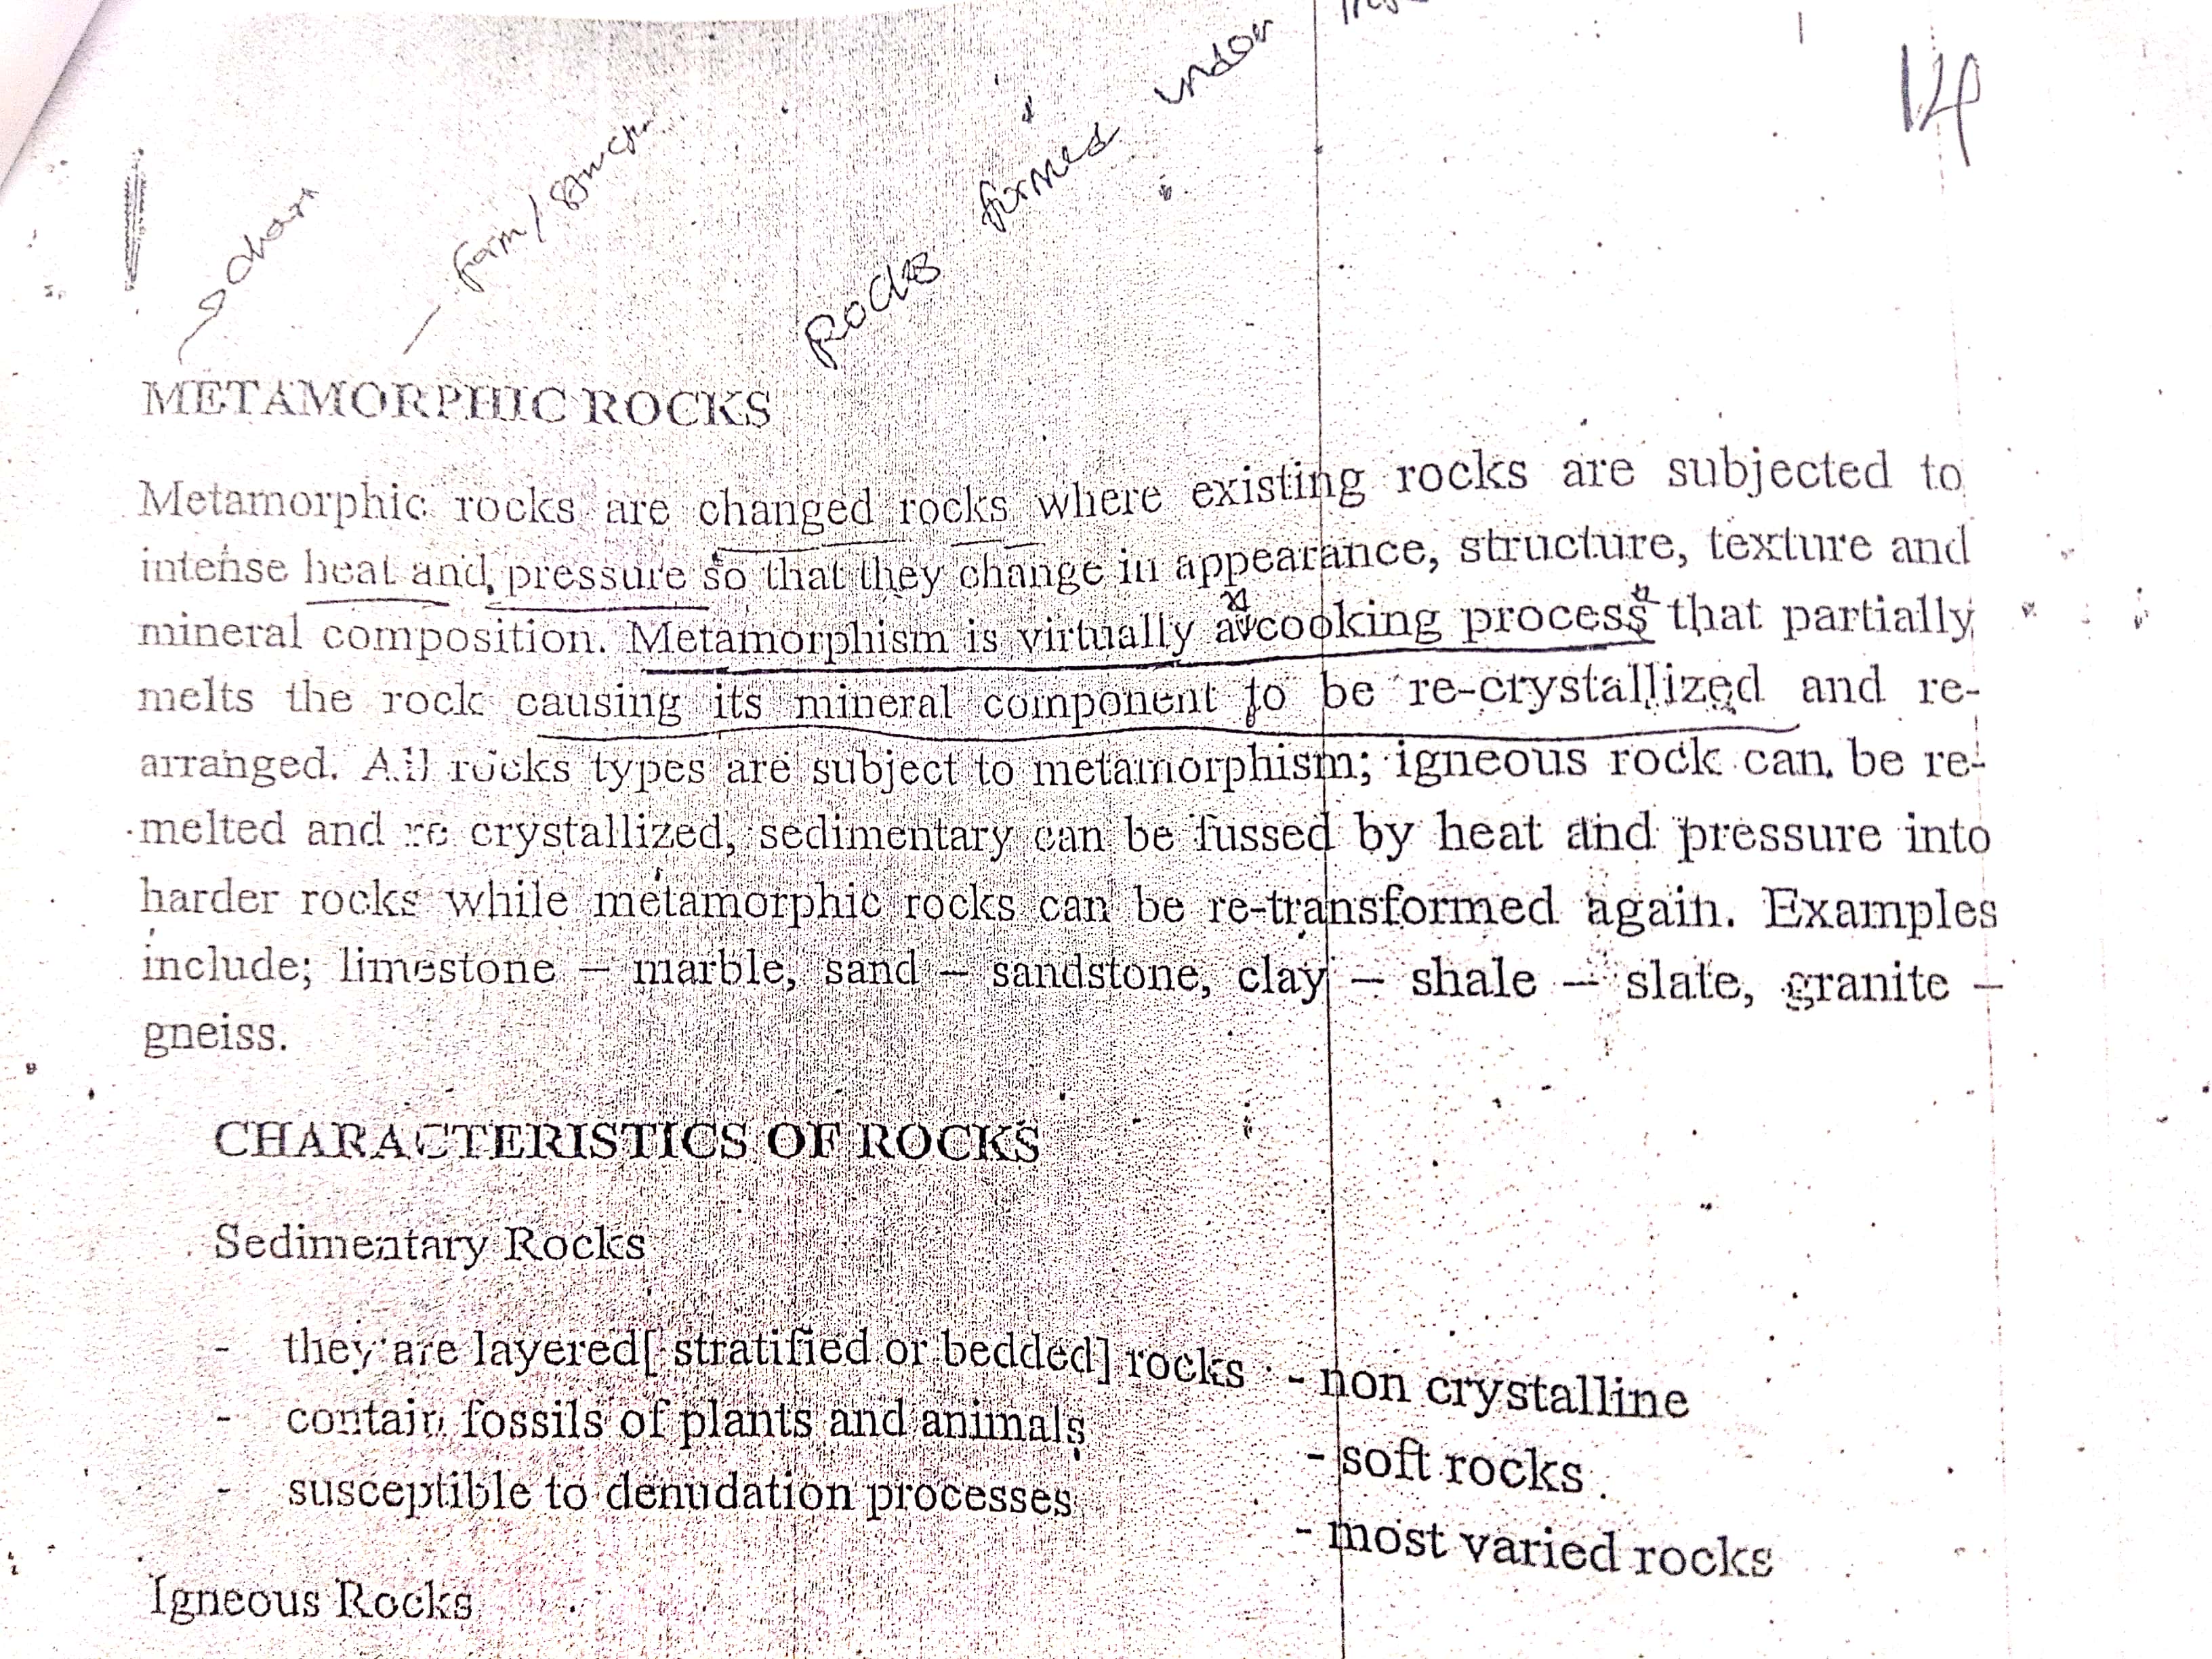 14
form/
Rocks formed under
METAMORPHIC ROCKS
Metamorphic rocks are changed rocks where existing rocks are subjected to
intense heat and pressure so that they change in appearance, structure, texture and
mineral composition. Metamorphism is virtually a cooking process that partially
melts the rock causing its mineral component to be re-crystallized and re-
arranged. All rocks types are subject to metamorphism; igneous rock can be re-
melted and re crystallized, sedimentary can be fussed by heat and pressure into
harder rocks while metamorphic rocks can be re-transformed again. Examples
include; limestone – marble, sand – sandstone, clay – shale – slate, granite –
gneiss.
CHARACTERISTICS OF ROCKS
Sedimentary Rocks
- they are layered[ stratified or bedded] rocks - non crystalline
- contain fossils of plants and animals - soft rocks
- susceptible to denudation processes - most varied rocks
Igneous Rocks